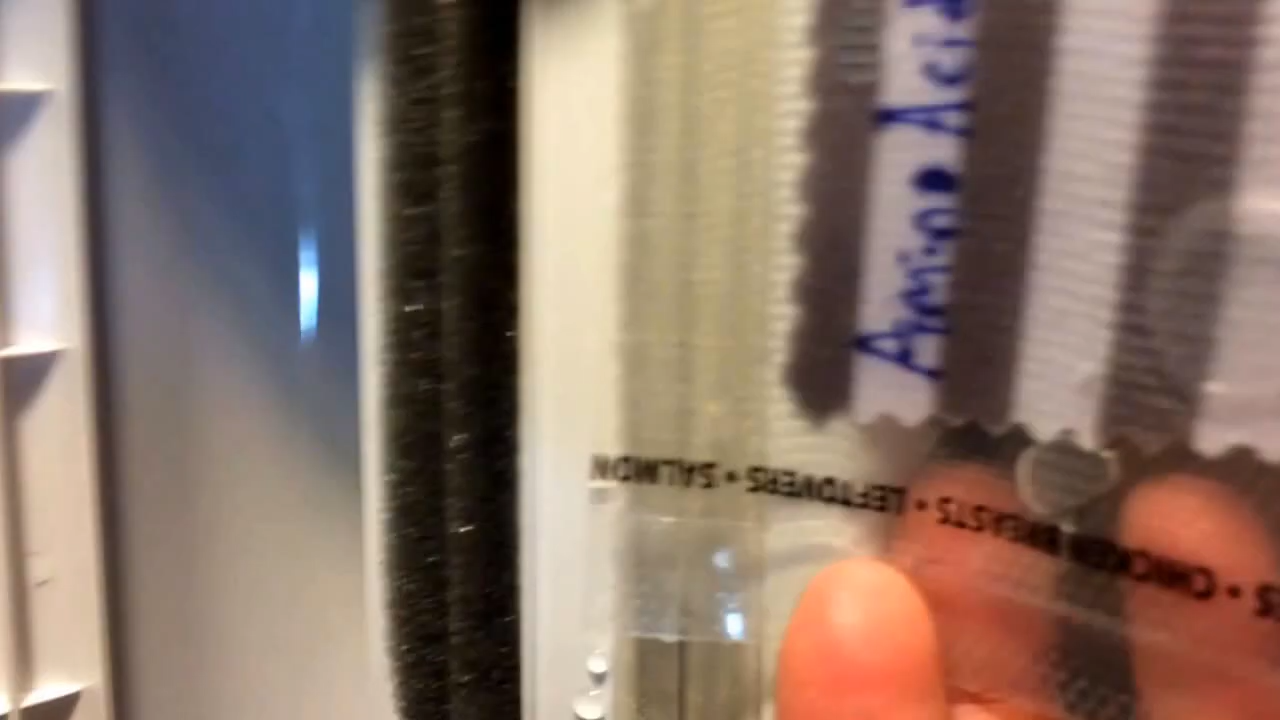 Amino Acid
SALMON • LEFTOVERS • CHICKEN BREASTS •